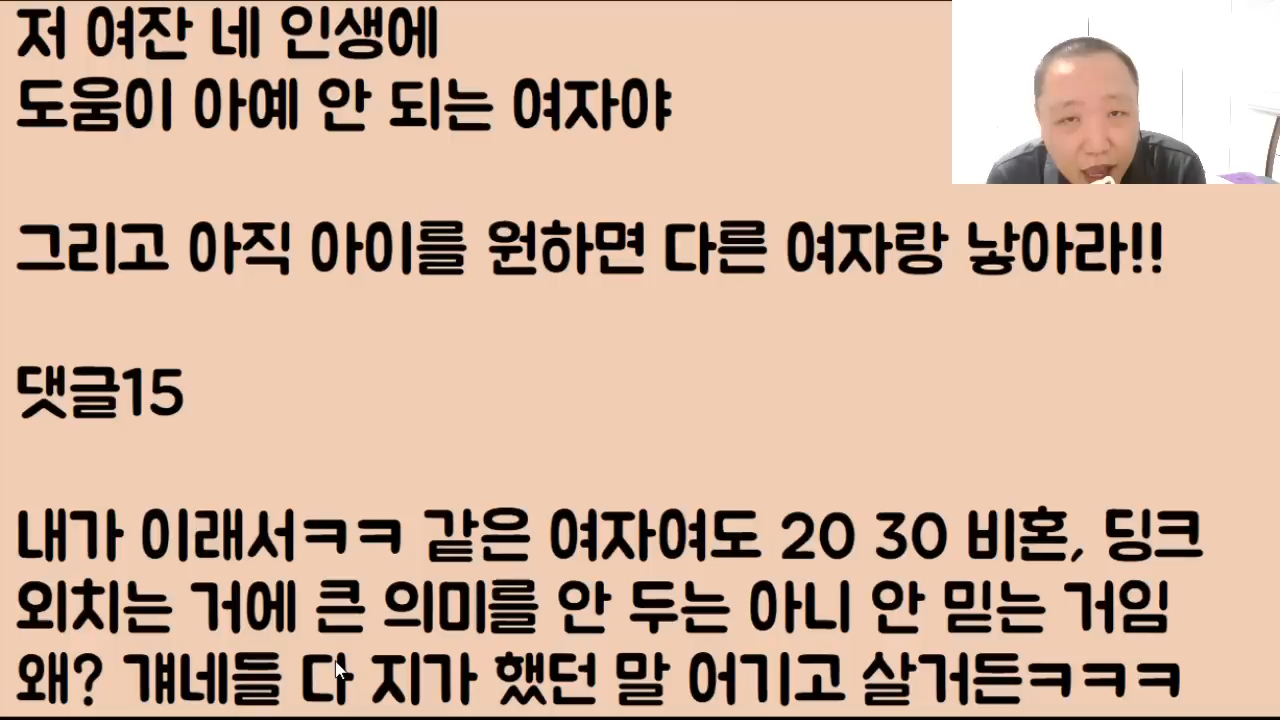 저 여잔 네 인생에
도움이 아예 안 되는 여자야
그리고 아직 아이를 원하면 다른 여자랑 낳아라!!
댓글15
내가 이래서ㅋㅋ 같은 여자여도 20 30 비혼, 딩크
외치는 거에 큰 의미를 안 두는 아니 안 믿는 거임
왜? 걔네들 다 지가 했던 말 어기고 살거든ㅋㅋㅋ